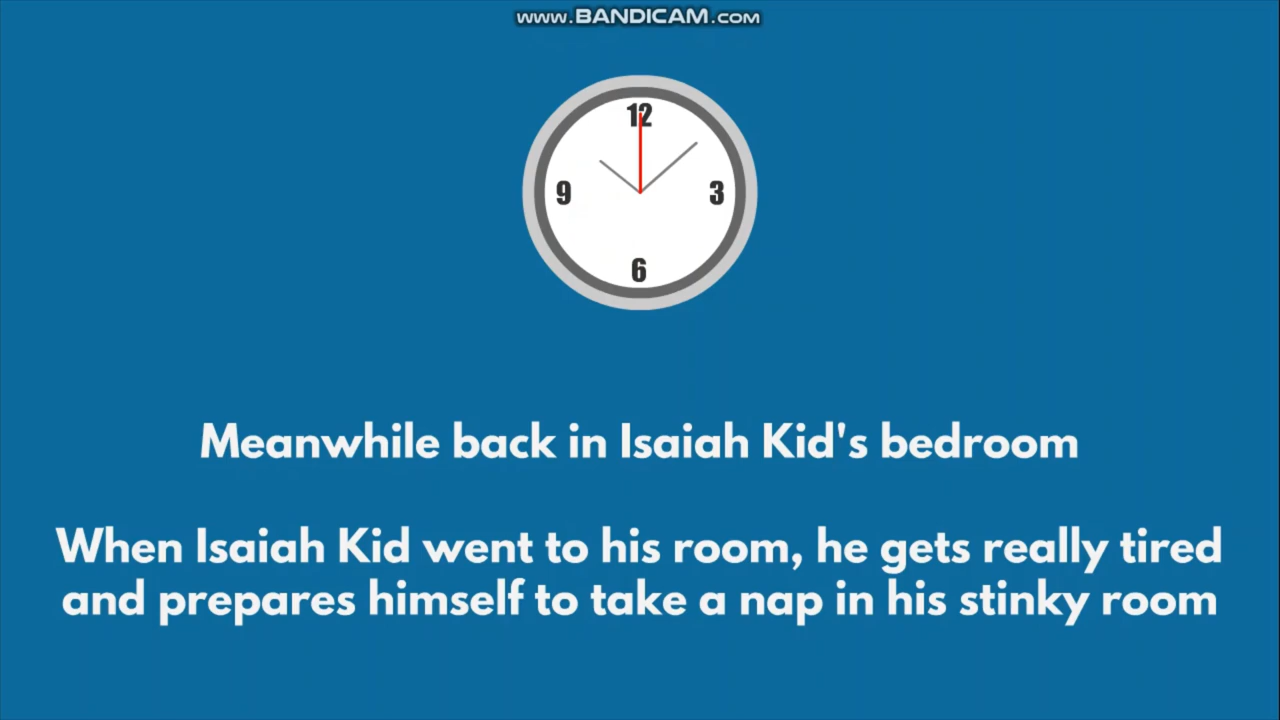 www.BANDICAM.com
12
9
3
6
Meanwhile back in Isaiah Kid's bedroom
When Isaiah Kid went to his room, he gets really tired
and prepares himself to take a nap in his stinky room